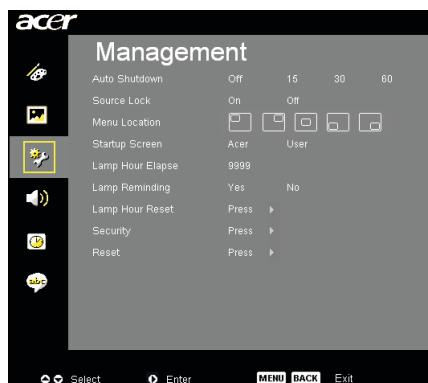 acer
Management
Auto Shutdown Off 15 30 60
Source Lock On Off
Menu Location
Startup Screen Acer User
Lamp Hour Elapse 9999
Lamp Reminding Yes No
Lamp Hour Reset Press
Security Press
Reset Press
abc
Select Enter MENU BACK Exit